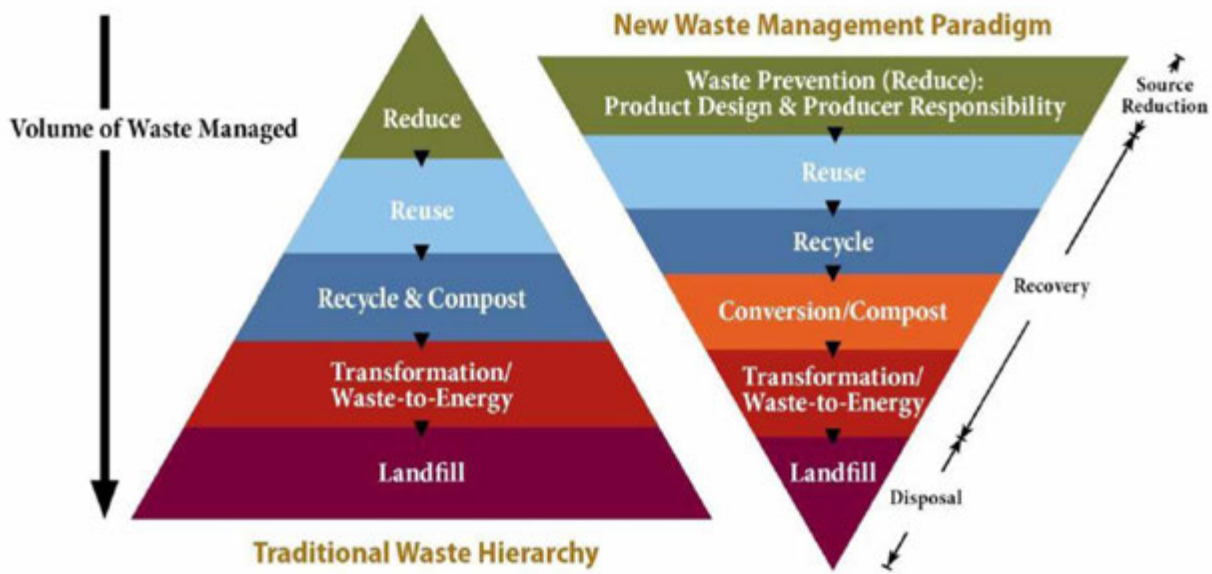 New Waste Management Paradigm
Volume of Waste Managed
Reduce
Reuse
Recycle & Compost
Transformation/
Waste-to-Energy
Landfill
Traditional Waste Hierarchy
Waste Prevention (Reduce):
Product Design & Producer Responsibility
Reuse
Recycle
Conversion/Compost
Transformation/
Waste-to-Energy
Landfill
Source
Reduction
Recovery
Disposal